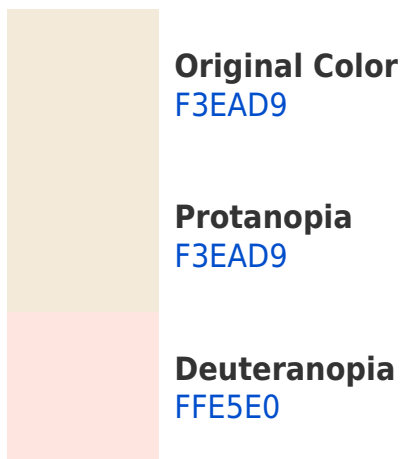 Original Color
F3EAD9
Protanopia
F3EAD9
Deuteranopia
FFE5E0